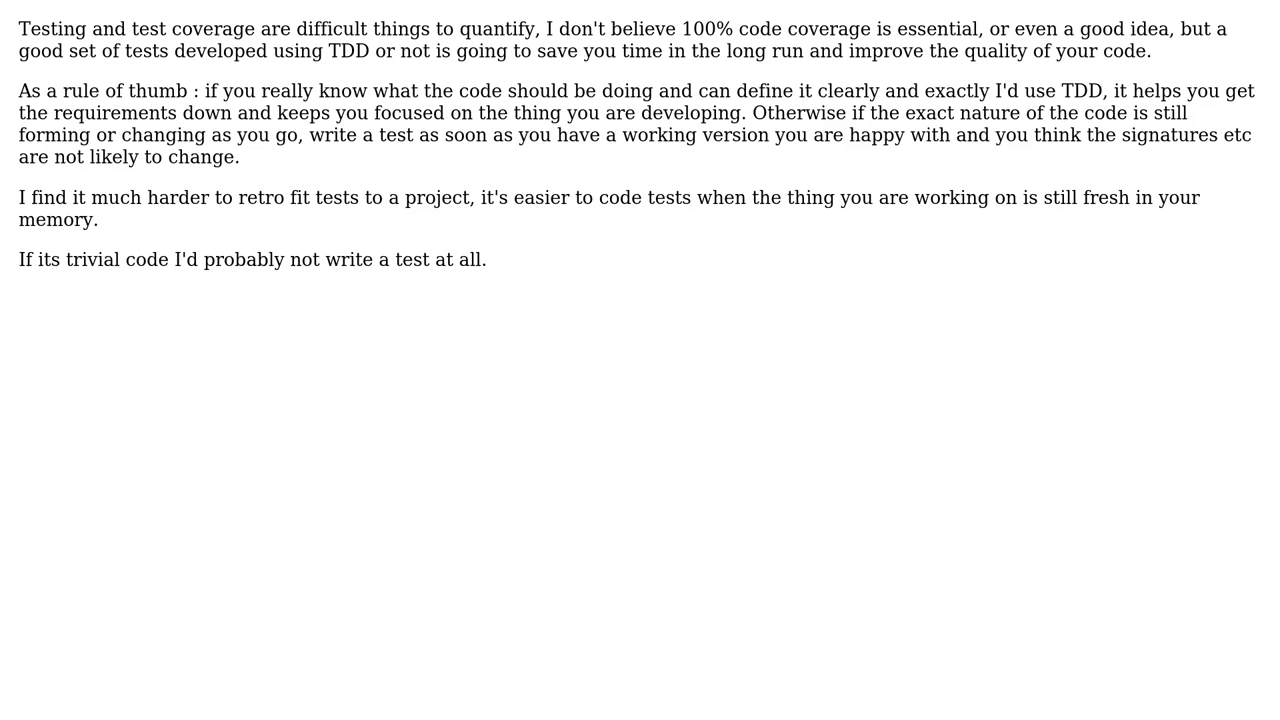 Testing and test coverage are difficult things to quantify, I don't believe 100% code coverage is essential, or even a good idea, but a
good set of tests developed using TDD or not is going to save you time in the long run and improve the quality of your code.
As a rule of thumb : if you really know what the code should be doing and can define it clearly and exactly I'd use TDD, it helps you get
the requirements down and keeps you focused on the thing you are developing. Otherwise if the exact nature of the code is still
forming or changing as you go, write a test as soon as you have a working version you are happy with and you think the signatures etc
are not likely to change.
I find it much harder to retro fit tests to a project, it's easier to code tests when the thing you are working on is still fresh in your
memory.
If its trivial code I'd probably not write a test at all.